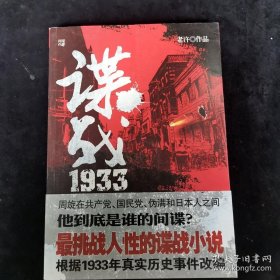 老许◎作品
谍战
1933
周旋在共产党、国民党、伪满和日本人之间
他到底是谁的间谍?
最挑战人性的谍战小说
根据1933年真实历史事件改编